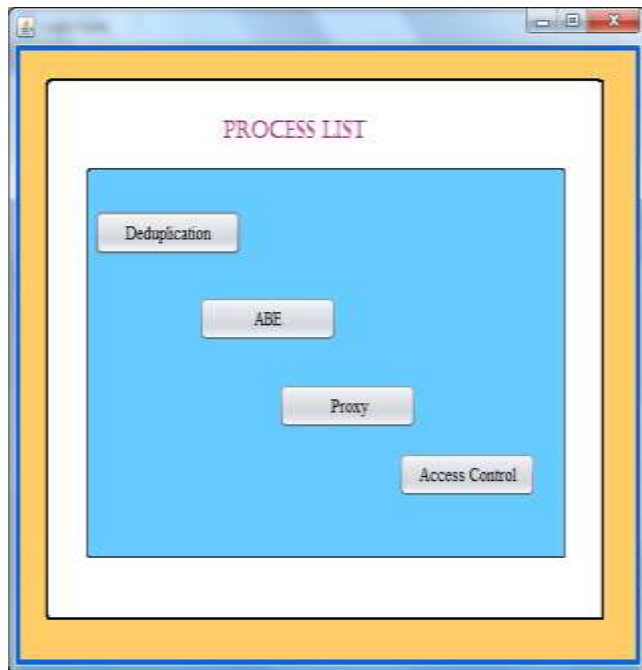 PROCESS LIST
Deduplication
ABE
Proxy
Access Control